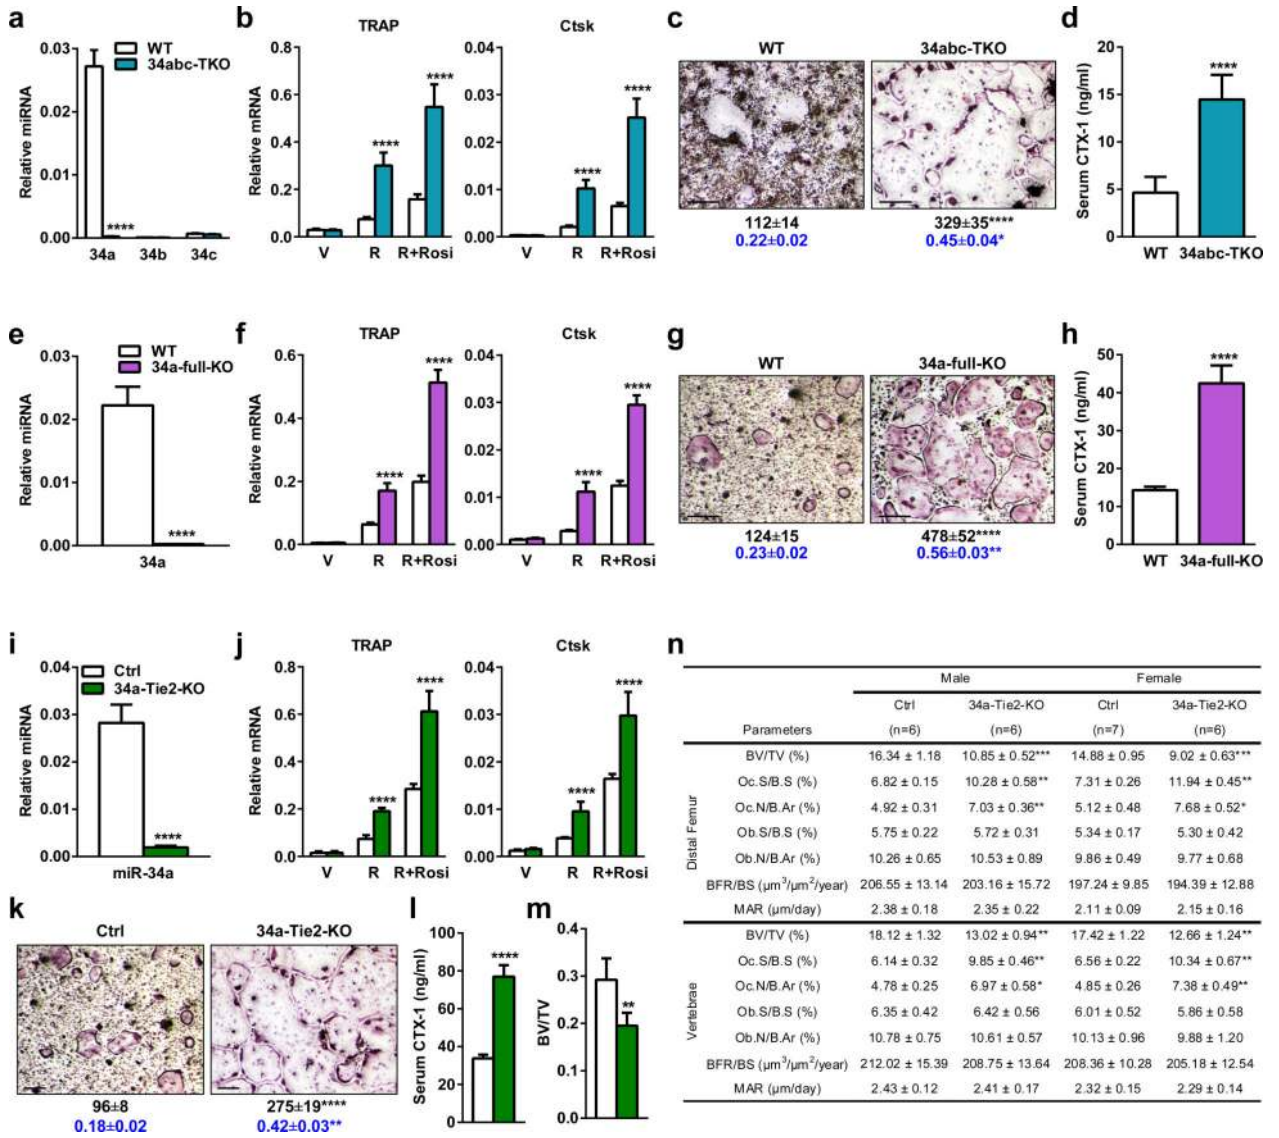 a
WT
34abc-TKO
Relative miRNA
0.03
0.02
0.01
0.00
34a 34b 34c
****
b
TRAP
Relative mRNA
0.8
0.6
0.4
0.2
0.0
V R R+Rosi
****
****
Ctsk
0.04
0.03
0.02
0.01
0.00
V R R+Rosi
****
****
c
WT 34abc-TKO
112±14 329±35****
0.22±0.02 0.45±0.04*
d
Serum CTX-1 (ng/ml)
20
15
10
5
0
****
WT 34abc-TKO
e
WT
34a-full-KO
Relative miRNA
0.03
0.02
0.01
0.00
****
34a
f
TRAP
Relative mRNA
0.6
0.4
0.2
0.0
V R R+Rosi
****
****
Ctsk
0.04
0.03
0.02
0.01
0.00
V R R+Rosi
****
****
g
WT 34a-full-KO
124±15 478±52****
0.23±0.02 0.56±0.03**
h
Serum CTX-1 (ng/ml)
50
40
30
20
10
0
****
WT 34a-full-KO
i
Ctrl
34a-Tie2-KO
Relative miRNA
0.04
0.03
0.02
0.01
0.00
****
miR-34a
j
TRAP
Relative mRNA
0.8
0.6
0.4
0.2
0.0
V R R+Rosi
****
****
Ctsk
0.04
0.03
0.02
0.01
0.00
V R R+Rosi
****
****
k
Ctrl 34a-Tie2-KO
96±8 275±19****
0.18±0.02 0.42±0.03**
l
Serum CTX-1 (ng/ml)
100
80
60
40
20
0
****
m
BV/TV
0.4
0.3
0.2
0.1
0.0
**
n
Male Female
Ctrl 34a-Tie2-KO Ctrl 34a-Tie2-KO
Parameters (n=6) (n=6) (n=7) (n=6)
Distal Femur
BV/TV (%) 16.34 ± 1.18 10.85 ± 0.52*** 14.88 ± 0.95 9.02 ± 0.63***
Oc.S/B.S (%) 6.82 ± 0.15 10.28 ± 0.58** 7.31 ± 0.26 11.94 ± 0.45**
Oc.N/B.Ar (%) 4.92 ± 0.31 7.03 ± 0.36** 5.12 ± 0.48 7.68 ± 0.52*
Ob.S/B.S (%) 5.75 ± 0.22 5.72 ± 0.31 5.34 ± 0.17 5.30 ± 0.42
Ob.N/B.Ar (%) 10.26 ± 0.65 10.53 ± 0.89 9.86 ± 0.49 9.77 ± 0.68
BFR/BS (µm³/µm²/year) 206.55 ± 13.14 203.16 ± 15.72 197.24 ± 9.85 194.39 ± 12.88
MAR (µm/day) 2.38 ± 0.18 2.35 ± 0.22 2.11 ± 0.09 2.15 ± 0.16
Vertebrae
BV/TV (%) 18.12 ± 1.32 13.02 ± 0.94** 17.42 ± 1.22 12.66 ± 1.24**
Oc.S/B.S (%) 6.14 ± 0.32 9.85 ± 0.46** 6.56 ± 0.22 10.34 ± 0.67**
Oc.N/B.Ar (%) 4.78 ± 0.25 6.97 ± 0.58* 4.85 ± 0.26 7.38 ± 0.49**
Ob.S/B.S (%) 6.35 ± 0.42 6.42 ± 0.56 6.01 ± 0.52 5.86 ± 0.58
Ob.N/B.Ar (%) 10.78 ± 0.75 10.61 ± 0.57 10.13 ± 0.96 9.88 ± 1.20
BFR/BS (µm³/µm²/year) 212.02 ± 15.39 208.75 ± 13.64 208.36 ± 10.28 205.18 ± 12.54
MAR (µm/day) 2.43 ± 0.12 2.41 ± 0.17 2.32 ± 0.15 2.29 ± 0.14